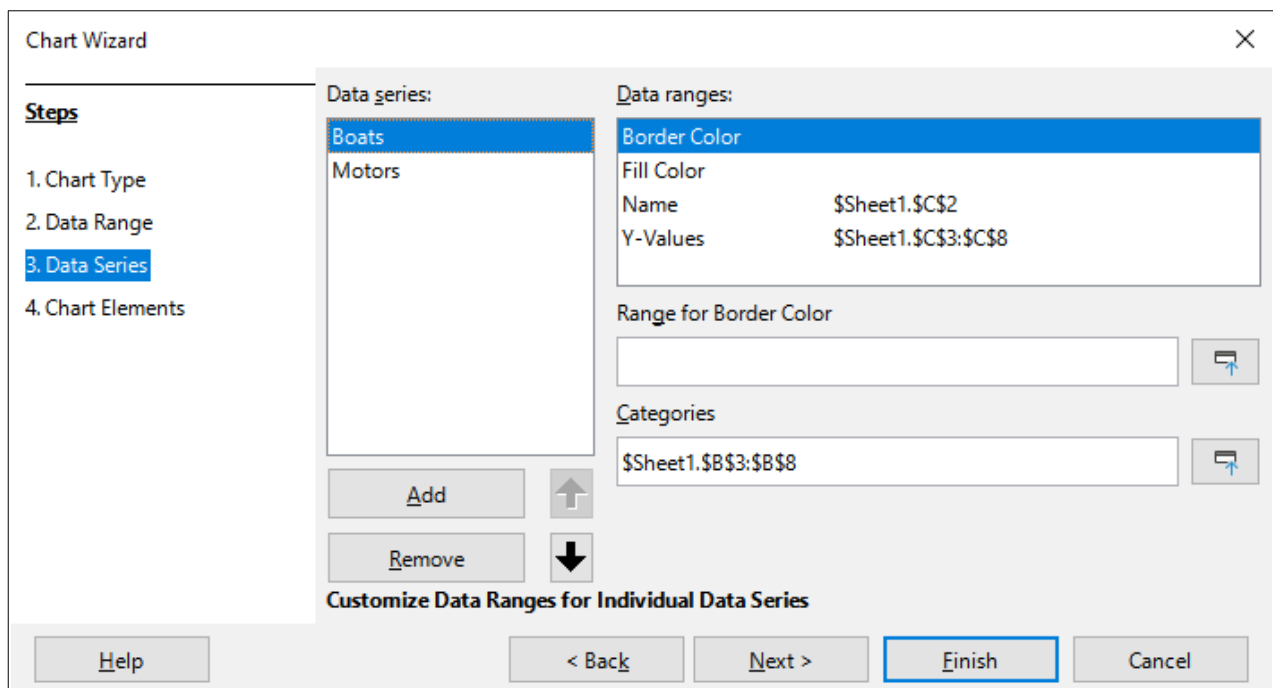 Chart Wizard
Steps
1. Chart Type
2. Data Range
3. Data Series
4. Chart Elements
Data series:
Boats
Motors
Add
Remove
Data ranges:
Border Color
Fill Color
Name $Sheet1.$C$2
Y-Values $Sheet1.$C$3:$C$8
Range for Border Color
Categories
$Sheet1.$B$3:$B$8
Customize Data Ranges for Individual Data Series
Help < Back Next > Finish Cancel